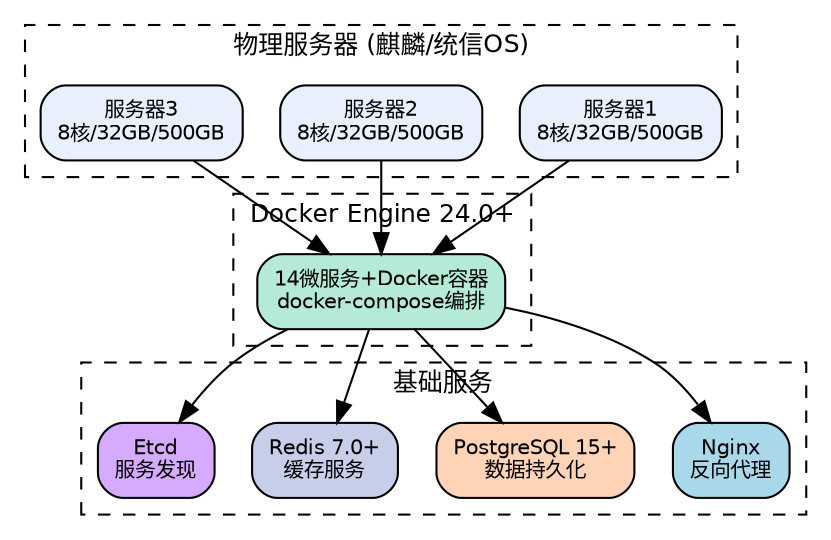 物理服务器 (麒麟/统信OS)
服务器3
8核/32GB/500GB
服务器2
8核/32GB/500GB
服务器1
8核/32GB/500GB
Docker Engine 24.0+
14微服务+Docker容器
docker-compose编排
基础服务
Etcd
服务发现
Redis 7.0+
缓存服务
PostgreSQL 15+
数据持久化
Nginx
反向代理